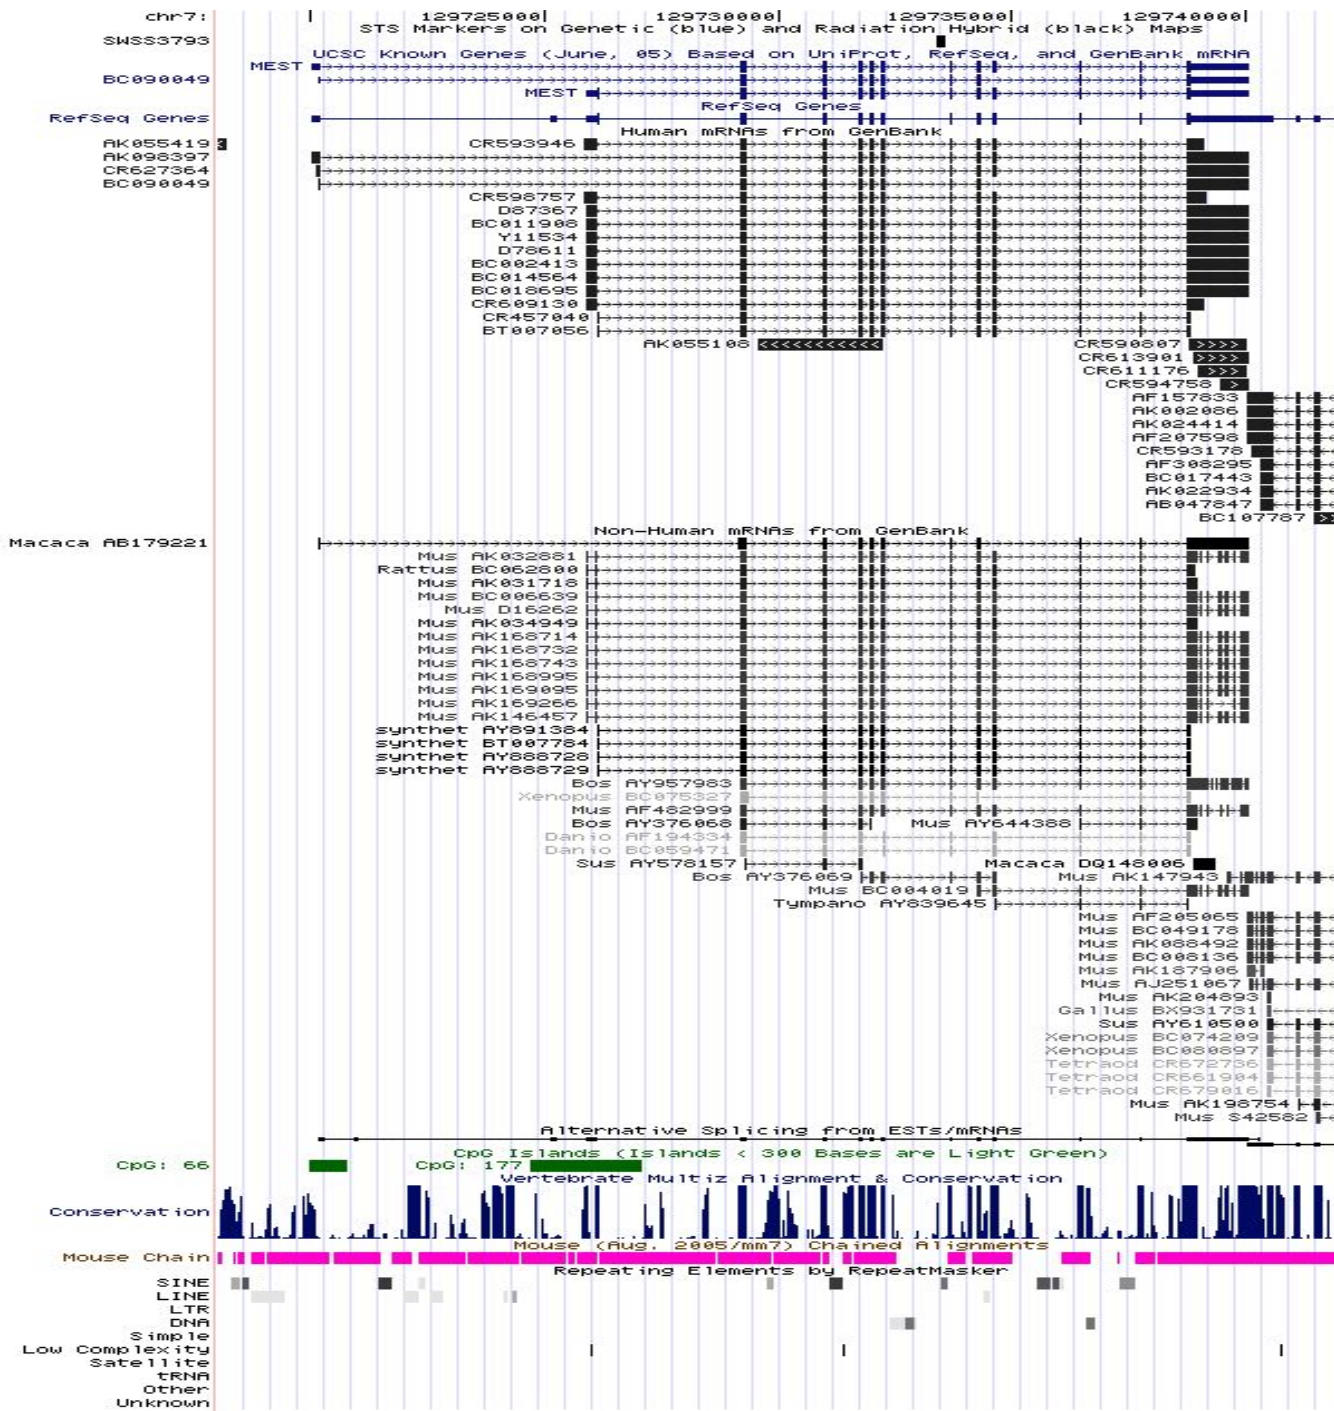 chr7: | 129725000| 129730000| 129735000| 129740000|
STS Markers on Genetic (blue) and Radiation Hybrid (black) Maps
SWSS3793
UCSC Known Genes (June, 05) Based on UniProt, RefSeq, and GenBank mRNA
MEST
BC090049
MEST
RefSeq Genes
RefSeq Genes
Human mRNAs from GenBank
AK055419 CR593946
AK098397
CR627364
BC090049
CR598757
D87367
BC011908
Y11534
D78611
BC002413
BC014564
BC018695
CR609130
CR457040
BT007056
AK055108 CR590807
CR613901
CR611176
CR594758
AF157833
AK002086
AK024414
AF207598
CR593178
AF308295
BC017443
AK022934
AB047847
BC107787
Non-Human mRNAs from GenBank
Macaca AB179221
Mus AK032881
Rattus BC062800
Mus AK031718
Mus BC006639
Mus D16262
Mus AK034949
Mus AK168714
Mus AK168732
Mus AK168743
Mus AK168995
Mus AK169095
Mus AK169266
Mus AK146457
synthet AY891384
synthet BT007784
synthet AY888728
synthet AY888729
Bos AY957983
Xenopus BC075327
Mus AF482999
Bos AY376068 Mus AY644388
Danio AF194334
Danio BC059471
Sus AY578157 Macaca DQ148006
Bos AY376069 Mus AK147943
Mus BC004019
Tympano AY839645
Mus AF205065
Mus BC049178
Mus AK088492
Mus BC008136
Mus AK187906
Mus AJ251067
Mus AK204893
Gallus BX931731
Sus AY610500
Xenopus BC074209
Xenopus BC080897
Tetraod CR672736
Tetraod CR661904
Tetraod CR679016
Mus AK198754
Mus S42582
Alternative Splicing from ESTs/mRNAs
CpG Islands (Islands < 300 Bases are Light Green)
CpG: 66 CpG: 177
Vertebrate Multiz Alignment & Conservation
Conservation
Mouse (Aug. 2005/mm7) Chained Alignments
Mouse Chain
Repeating Elements by RepeatMasker
SINE
LINE
LTR
DNA
Simple
Low Complexity
Satellite
tRNA
Other
Unknown